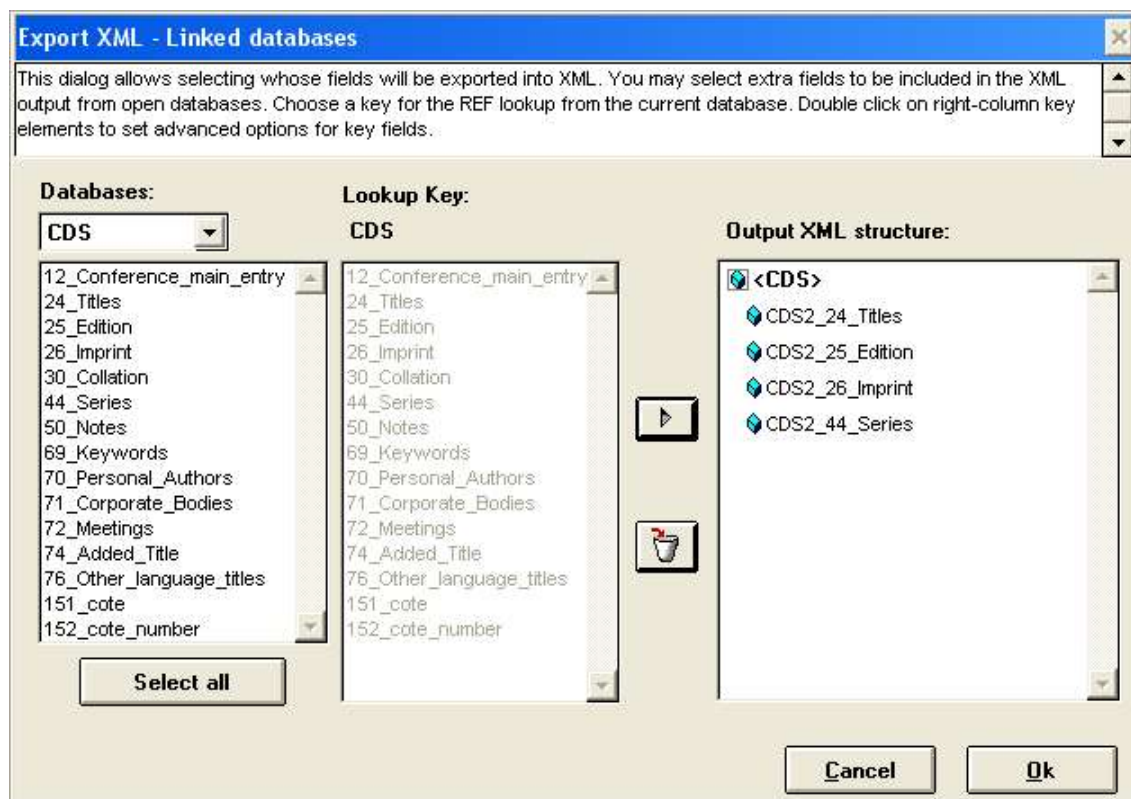 Export XML - Linked databases
This dialog allows selecting whose fields will be exported into XML. You may select extra fields to be included in the XML
output from open databases. Choose a key for the REF lookup from the current database. Double click on right-column key
elements to set advanced options for key fields.
Databases:
CDS
12_Conference_main_entry
24_Titles
25_Edition
26_Imprint
30_Collation
44_Series
50_Notes
69_Keywords
70_Personal_Authors
71_Corporate_Bodies
72_Meetings
74_Added_Title
76_Other_language_titles
151_cote
152_cote_number
Select all
Lookup Key:
CDS
12_Conference_main_entry
24_Titles
25_Edition
26_Imprint
30_Collation
44_Series
50_Notes
69_Keywords
70_Personal_Authors
71_Corporate_Bodies
72_Meetings
74_Added_Title
76_Other_language_titles
151_cote
152_cote_number
Output XML structure:
<CDS>
CDS2_24_Titles
CDS2_25_Edition
CDS2_26_Imprint
CDS2_44_Series
Cancel
Ok